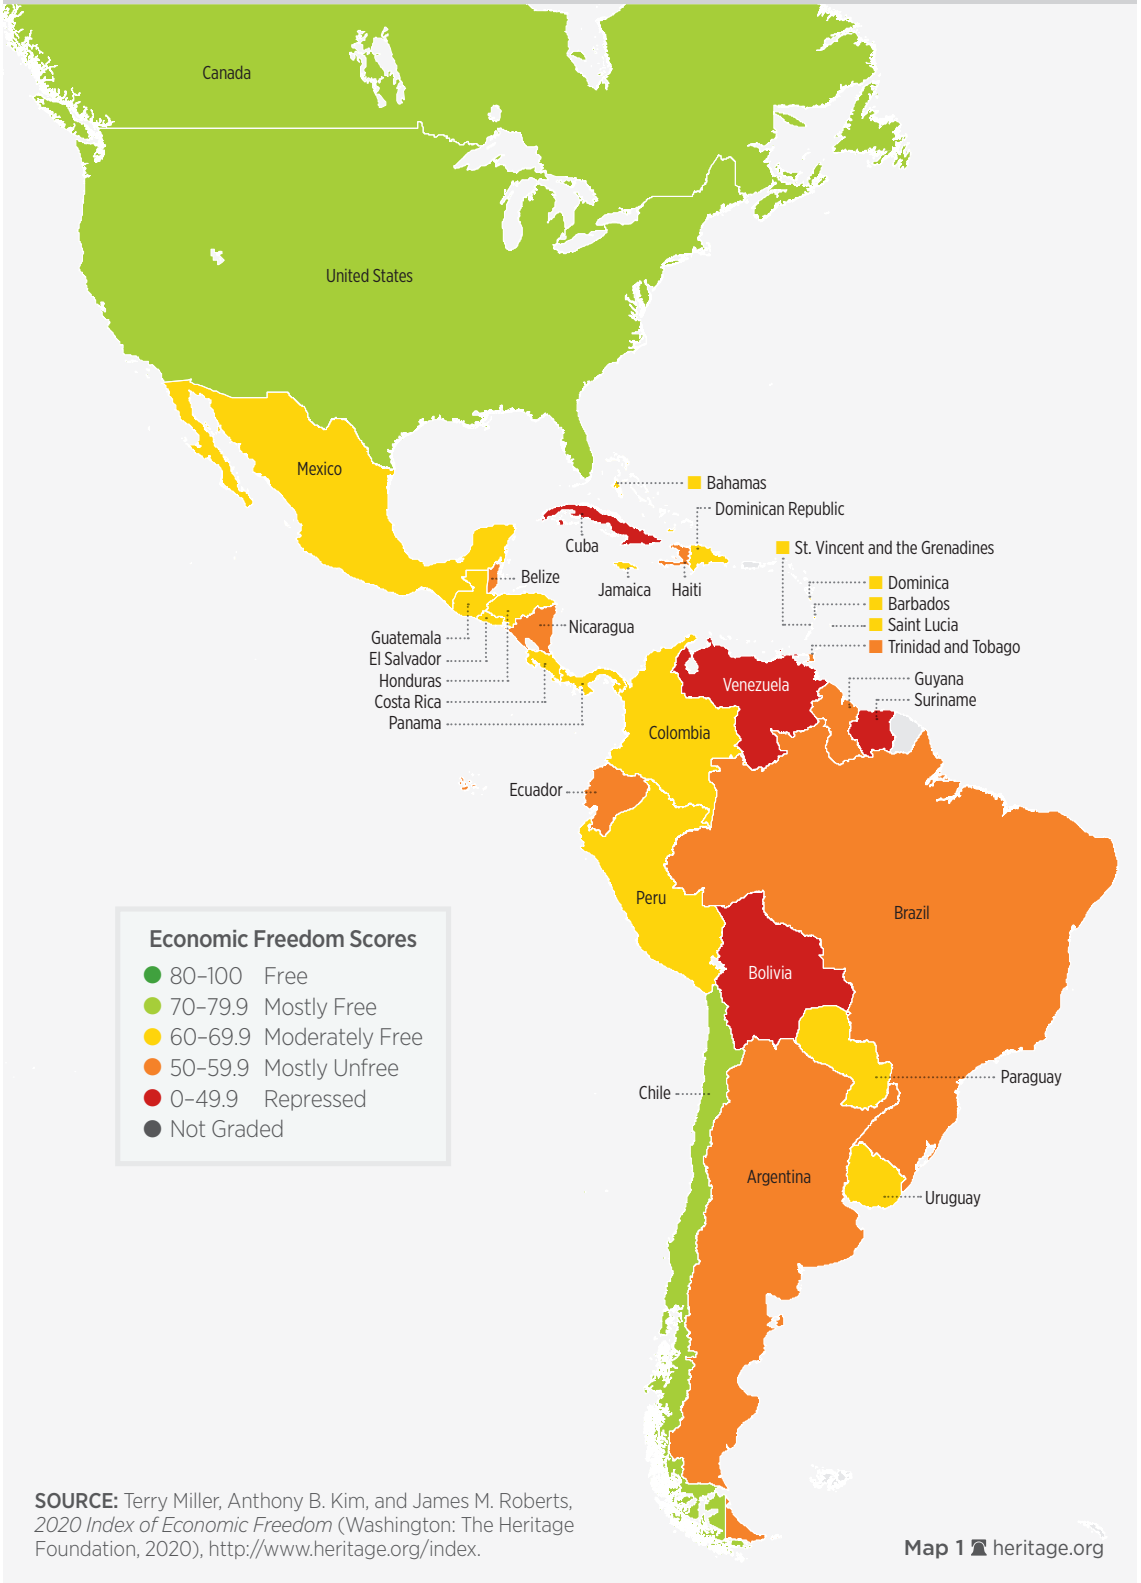 Canada
United States
Mexico
Bahamas
Dominican Republic
Cuba
St. Vincent and the Grenadines
Belize
Jamaica
Haiti
Dominica
Barbados
Saint Lucia
Trinidad and Tobago
Guatemala
Nicaragua
El Salvador
Honduras
Costa Rica
Panama
Venezuela
Guyana
Suriname
Colombia
Ecuador
Peru
Brazil
Bolivia
Economic Freedom Scores
80–100 Free
70–79.9 Mostly Free
60–69.9 Moderately Free
50–59.9 Mostly Unfree
0–49.9 Repressed
Not Graded
Paraguay
Chile
Argentina
Uruguay
SOURCE: Terry Miller, Anthony B. Kim, and James M. Roberts,
2020 Index of Economic Freedom (Washington: The Heritage
Foundation, 2020), http://www.heritage.org/index.
Map 1 heritage.org